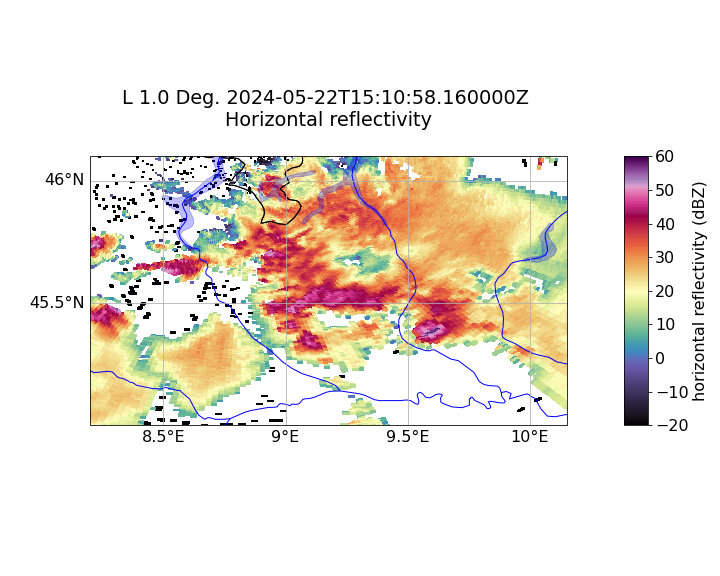 L 1.0 Deg. 2024-05-22T15:10:58.160000Z
Horizontal reflectivity
46°N
45.5°N
8.5°E
9°E
9.5°E
10°E
60
50
40
30
20
10
0
−10
−20
horizontal reflectivity (dBZ)